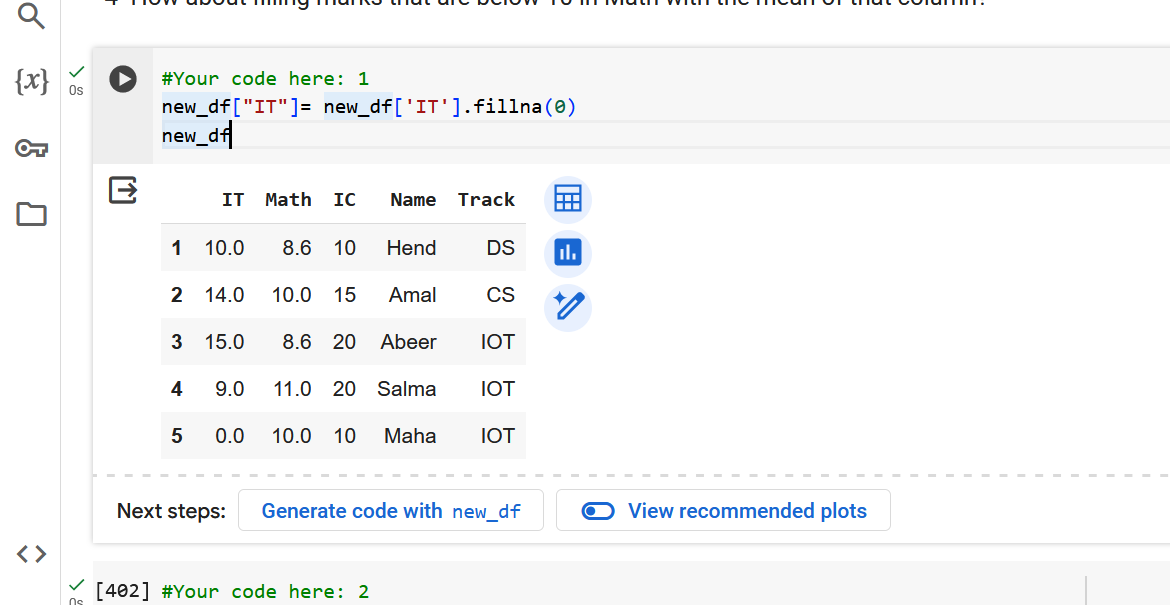 4- How about filling marks that are below 10 in Math with the mean of that column?
{x}
0s
#Your code here: 1
new_df["IT"]= new_df['IT'].fillna(0)
new_df
IT Math IC Name Track
1 10.0 8.6 10 Hend DS
2 14.0 10.0 15 Amal CS
3 15.0 8.6 20 Abeer IOT
4 9.0 11.0 20 Salma IOT
5 0.0 10.0 10 Maha IOT
Next steps: Generate code with new_df View recommended plots
[402] #Your code here: 2
0s